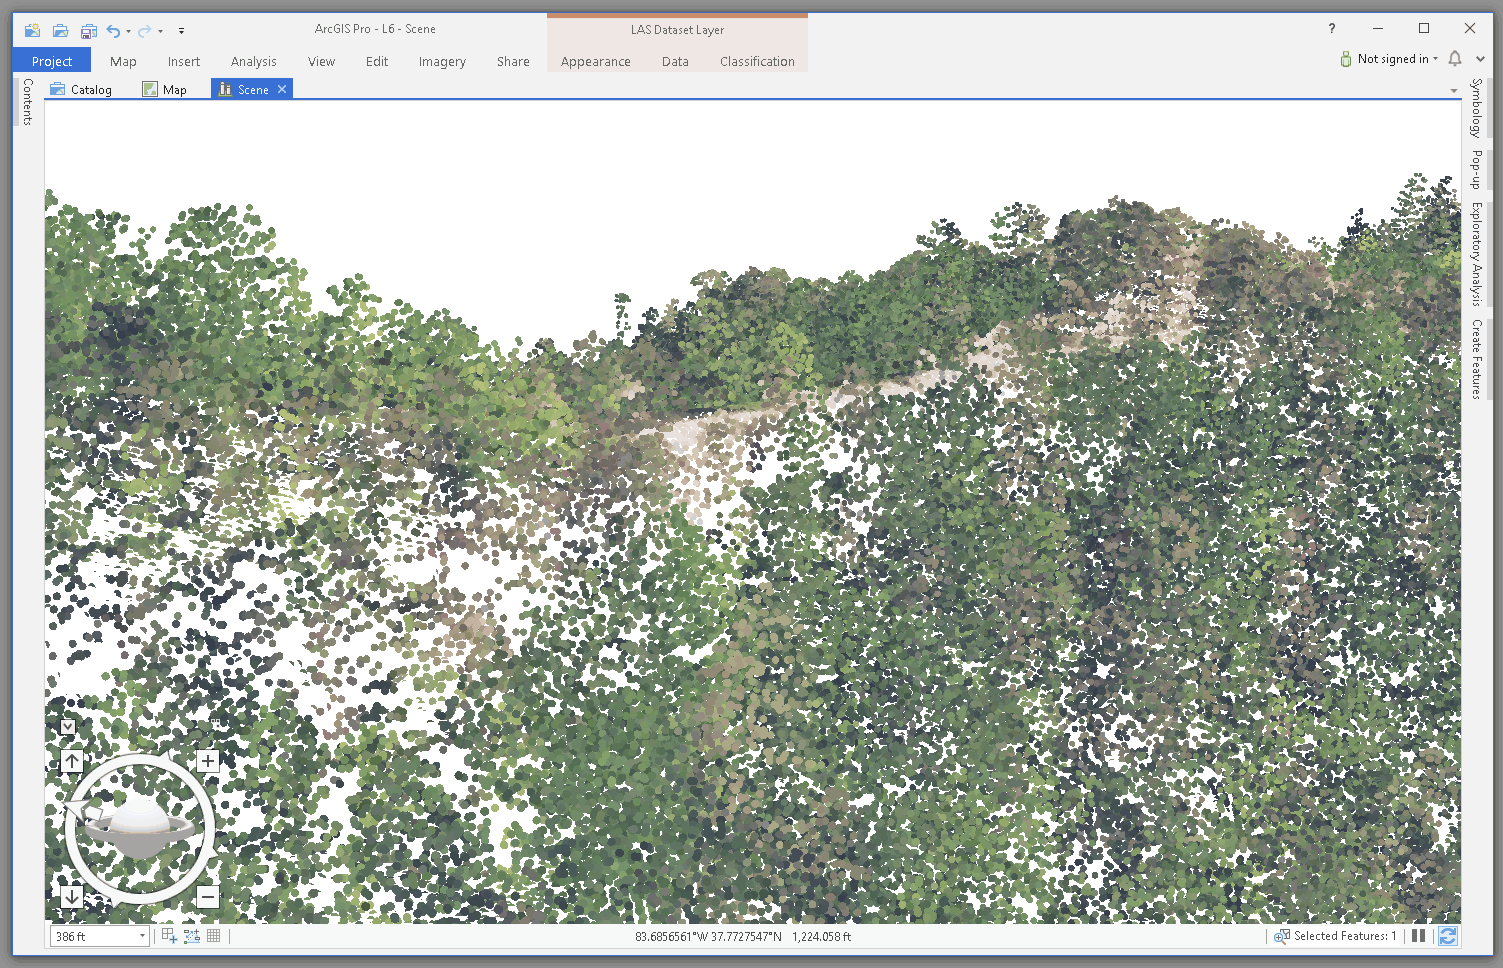 ArcGIS Pro - L6 - Scene
LAS Dataset Layer
?
Project Map Insert Analysis View Edit Imagery Share Appearance Data Classification
Not signed in
Catalog Map Scene
Contents
Symbology
Pop-up
Exploratory Analysis
Create Features
386 ft
83.6856561°W 37.7727547°N 1,224.058 ft
Selected Features: 1